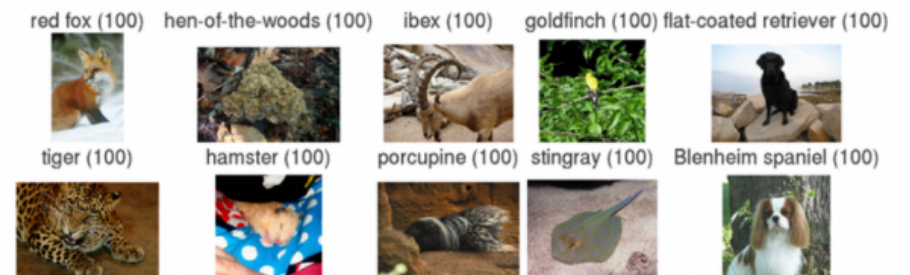 red fox (100) hen-of-the-woods (100) ibex (100) goldfinch (100) flat-coated retriever (100)
tiger (100) hamster (100) porcupine (100) stingray (100) Blenheim spaniel (100)